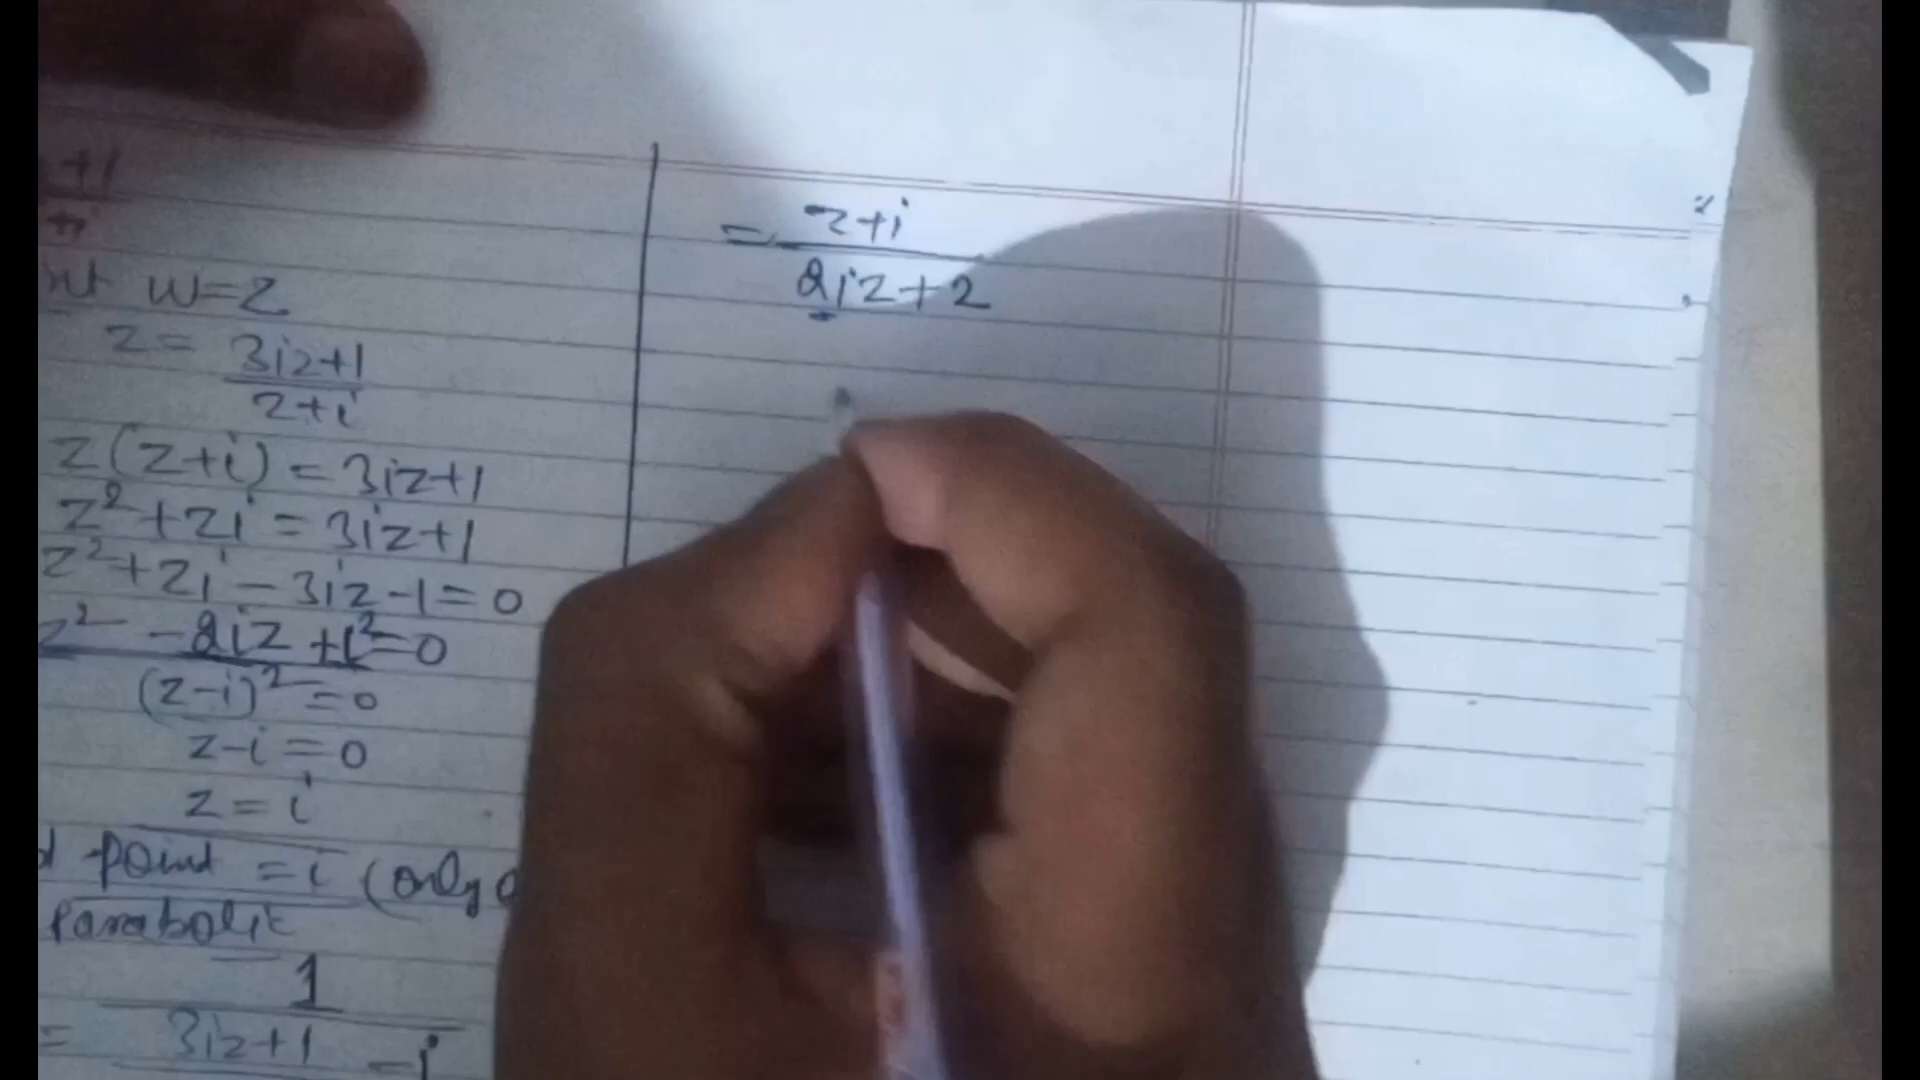 +1
+i
w=z
z = 3iz+1
z+i
z(z+i) = 3iz+1
z²+zi = 3iz+1
z²+zi-3iz-1=0
z²-2iz+i²=0
(z-i)²=0
z-i=0
z=i
point = i (only
Parabolic
1
= 3iz+1 -i
= z+i
2iz+2